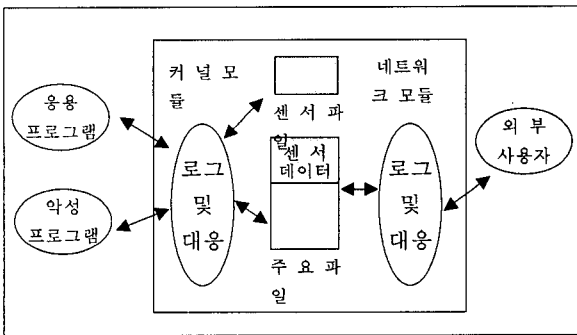 커 널 모
듈
네트워
크 모듈
응용
프로그램
악성
프로그램
로그
및
대응
센 서 파
일
센 서
데이터
주 요 파
일
로그
및
대응
외 부
사용자